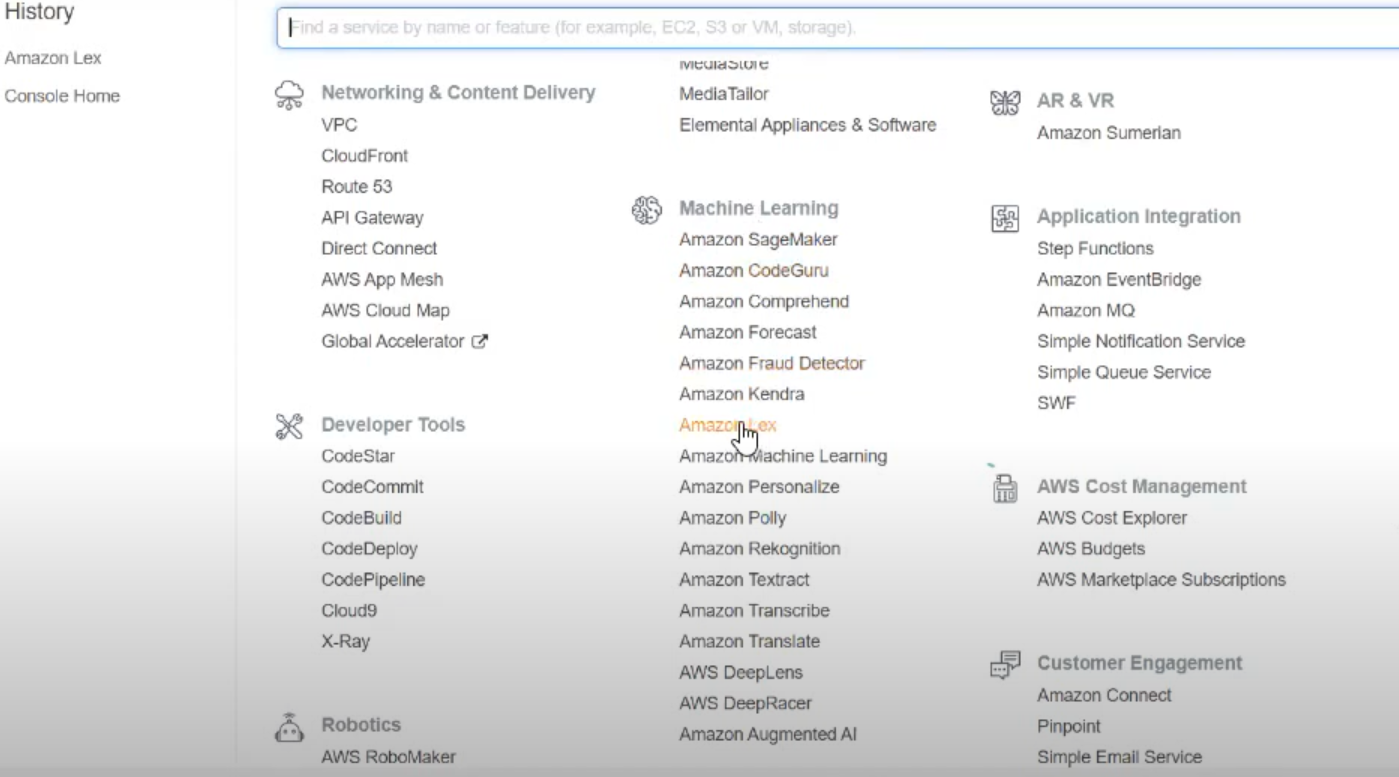 History
Amazon Lex
Console Home
Find a service by name or feature (for example, EC2, S3 or VM, storage).
Networking & Content Delivery
VPC
CloudFront
Route 53
API Gateway
Direct Connect
AWS App Mesh
AWS Cloud Map
Global Accelerator
Developer Tools
CodeStar
CodeCommit
CodeBuild
CodeDeploy
CodePipeline
Cloud9
X-Ray
Robotics
AWS RoboMaker
MediaStore
MediaTailor
Elemental Appliances & Software
Machine Learning
Amazon SageMaker
Amazon CodeGuru
Amazon Comprehend
Amazon Forecast
Amazon Fraud Detector
Amazon Kendra
Amazon Lex
Amazon Machine Learning
Amazon Personalize
Amazon Polly
Amazon Rekognition
Amazon Textract
Amazon Transcribe
Amazon Translate
AWS DeepLens
AWS DeepRacer
Amazon Augmented AI
AR & VR
Amazon Sumerian
Application Integration
Step Functions
Amazon EventBridge
Amazon MQ
Simple Notification Service
Simple Queue Service
SWF
AWS Cost Management
AWS Cost Explorer
AWS Budgets
AWS Marketplace Subscriptions
Customer Engagement
Amazon Connect
Pinpoint
Simple Email Service